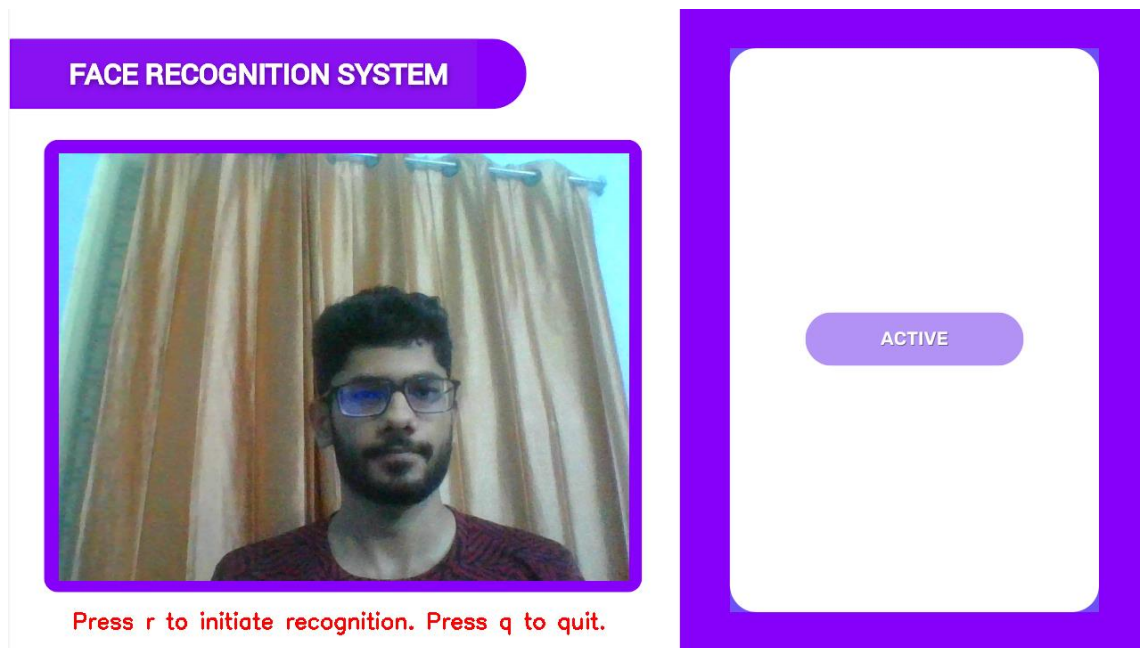 FACE RECOGNITION SYSTEM
ACTIVE
Press r to initiate recognition. Press q to quit.